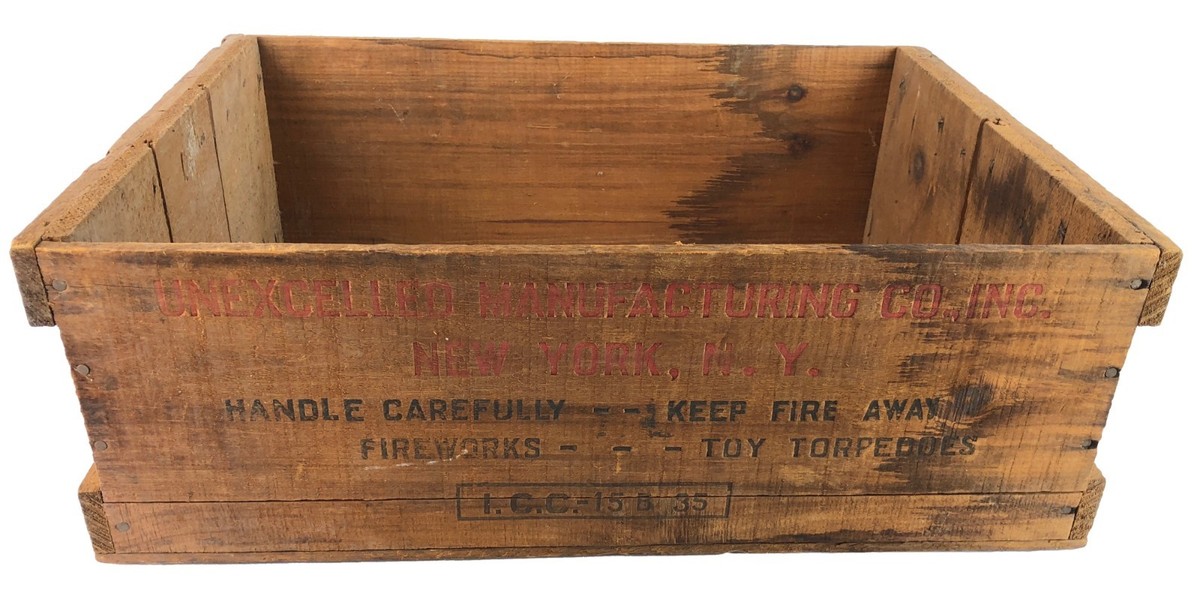 UNEXCELLED MANUFACTURING CO., INC.
NEW YORK, N. Y.
HANDLE CAREFULLY - - KEEP FIRE AWAY
FIREWORKS - - - TOY TORPEDOES
I.C.C.-15 B 35